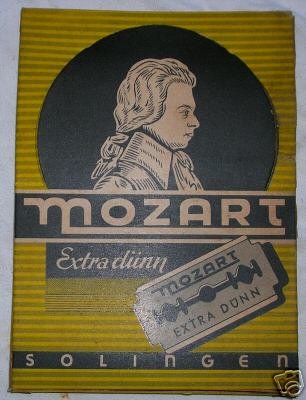 MOZART
Extra dünn
MOZART
EXTRA DÜNN
SOLINGEN